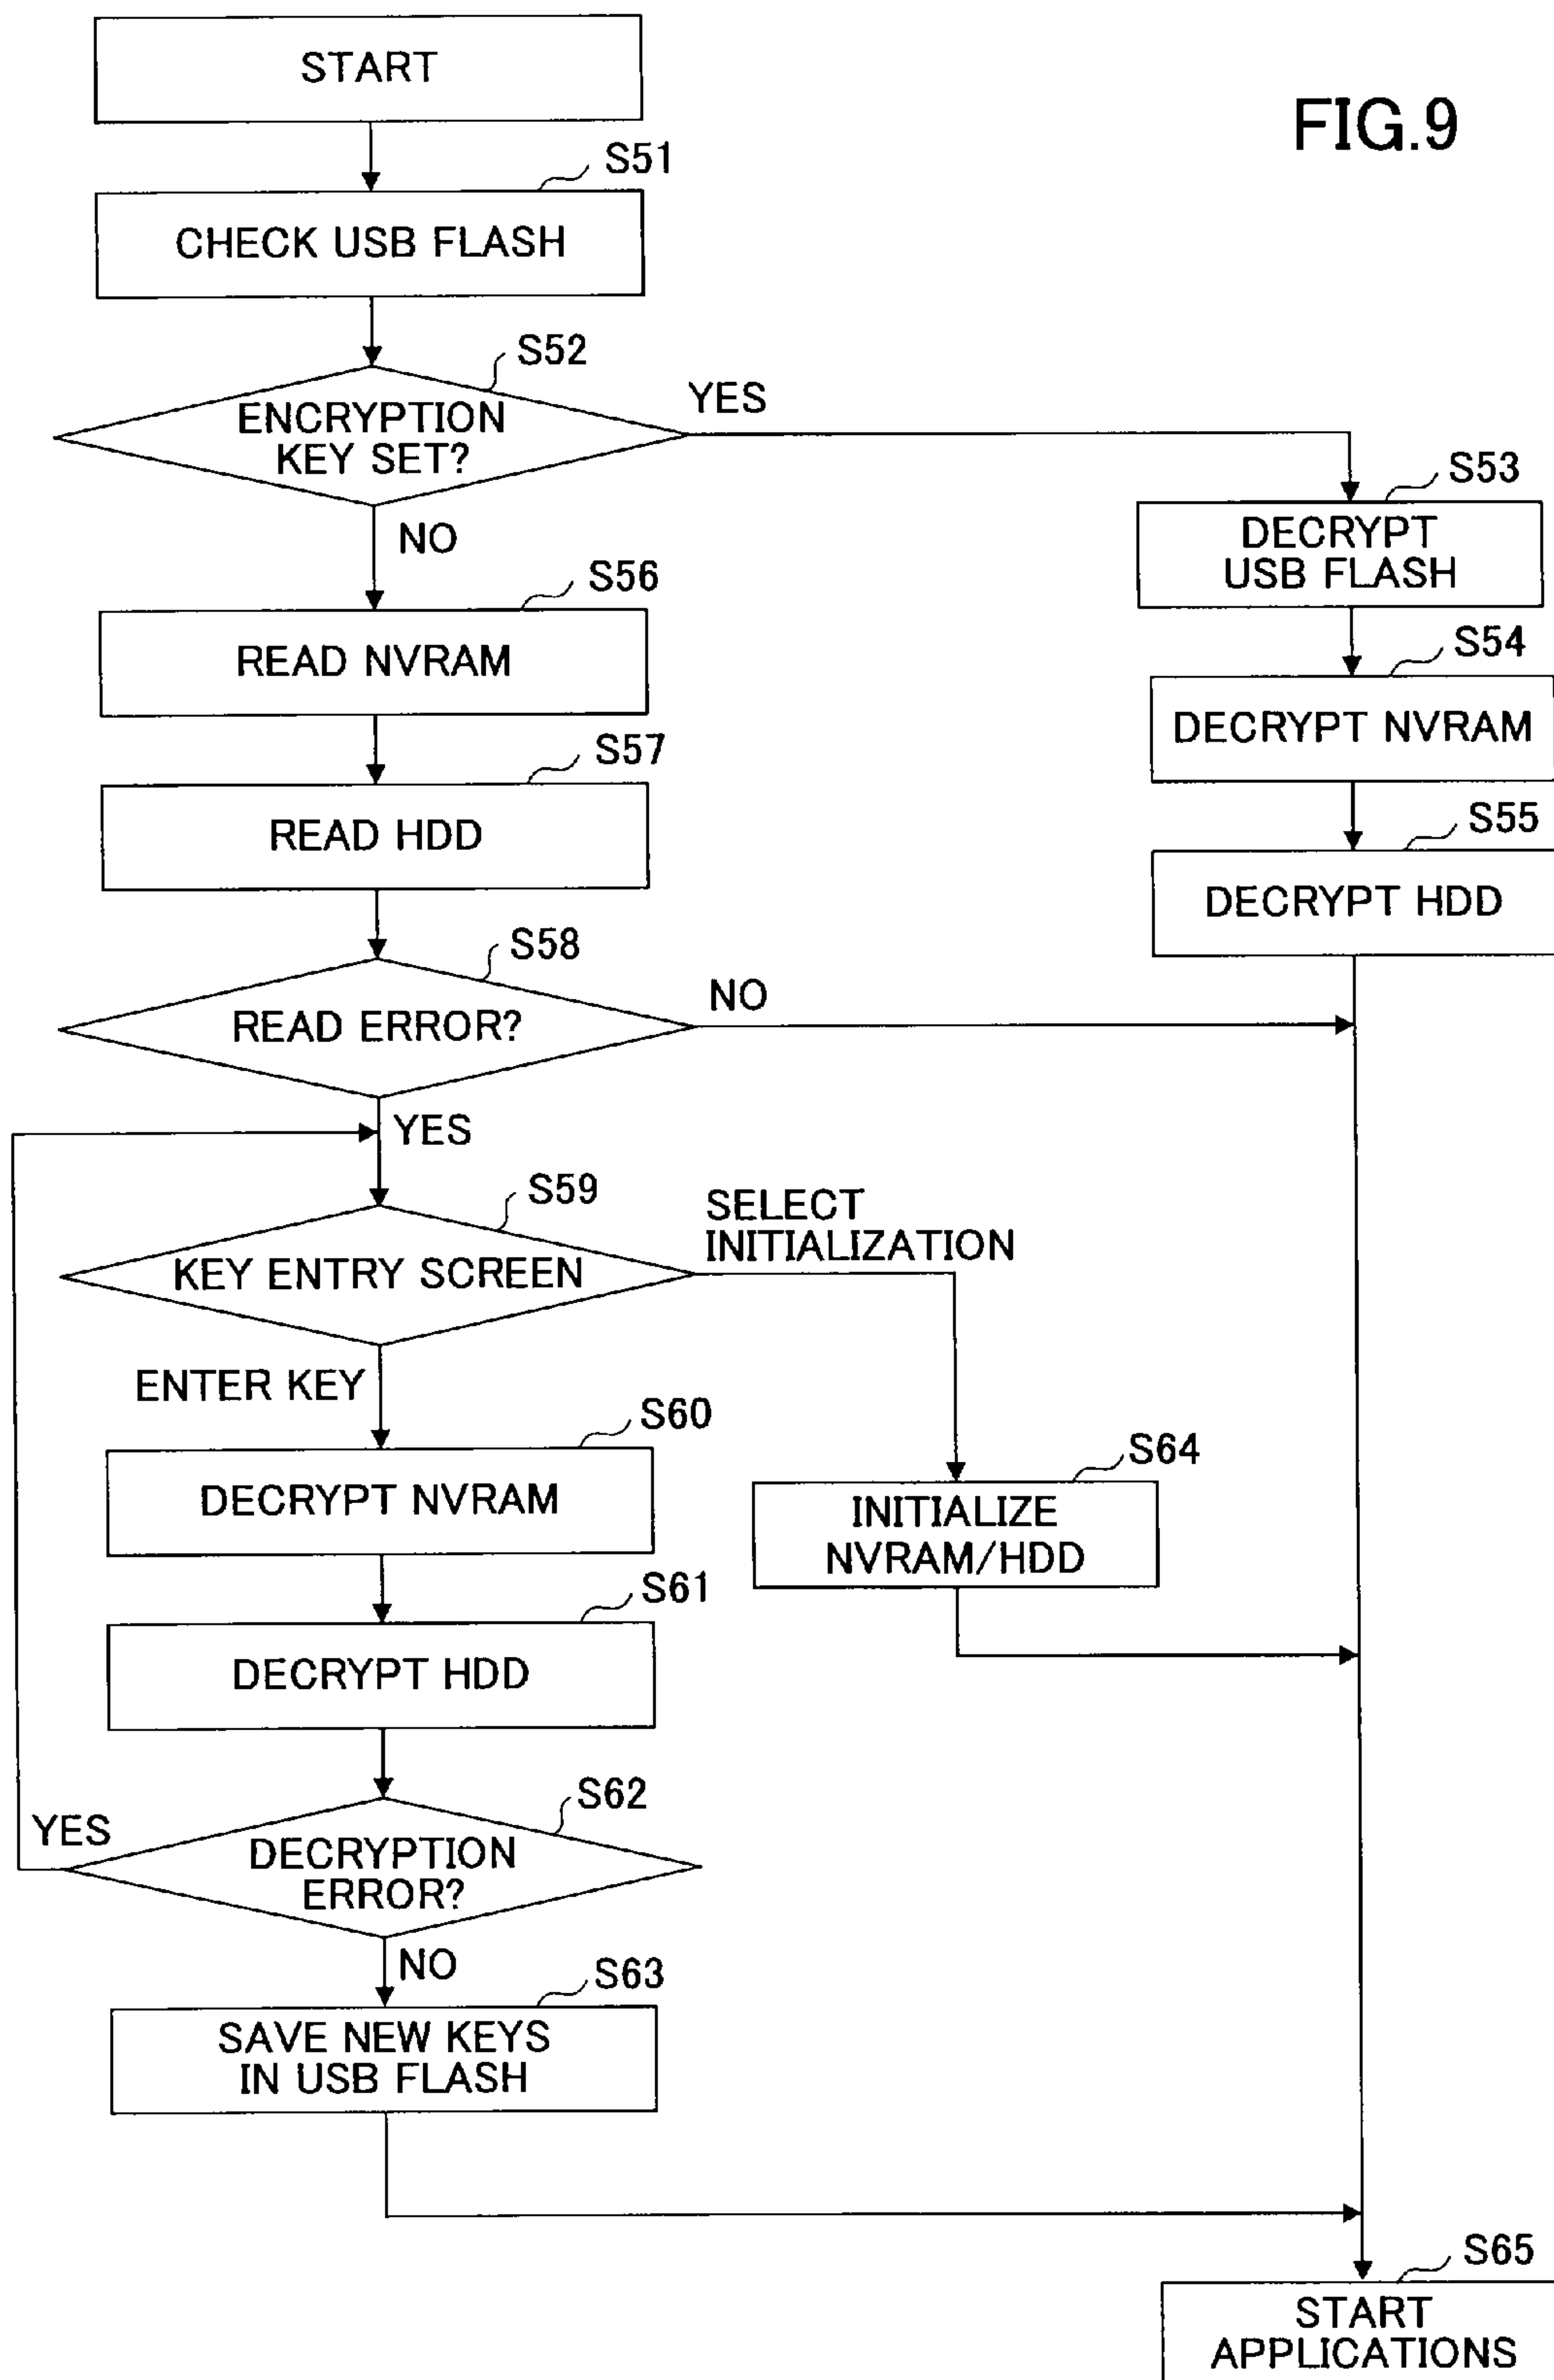 START
FIG.9
S51
CHECK USB FLASH
S52
ENCRYPTION
KEY SET?
YES
NO
S53
DECRYPT
USB FLASH
S56
READ NVRAM
S54
DECRYPT NVRAM
S57
READ HDD
S55
DECRYPT HDD
S58
READ ERROR?
NO
YES
S59
KEY ENTRY SCREEN
SELECT
INITIALIZATION
ENTER KEY
S60
DECRYPT NVRAM
S64
INITIALIZE
NVRAM/HDD
S61
DECRYPT HDD
S62
DECRYPTION
ERROR?
YES
NO
S63
SAVE NEW KEYS
IN USB FLASH
S65
START
APPLICATIONS